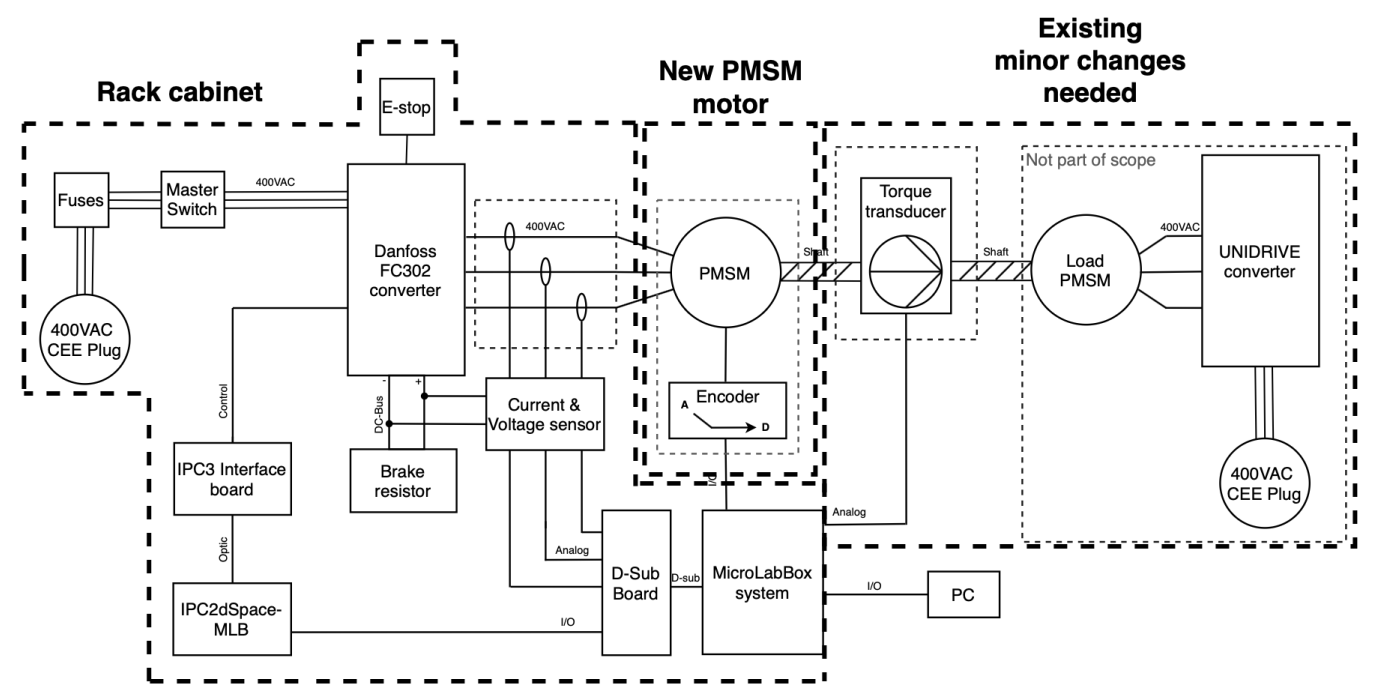 Existing
minor changes
needed
New PMSM
motor
Rack cabinet
E-stop
Not part of scope
Fuses
Master
Switch
400VAC
Torque
transducer
400VAC
400VAC
Danfoss
FC302
converter
PMSM
Shaft
Shaft
Load
PMSM
UNIDRIVE
converter
400VAC
CEE Plug
- +
DC-Bus
Control
Current &
Voltage sensor
Encoder
A
D
IPC3 Interface
board
Brake
resistor
I/O
400VAC
CEE Plug
Analog
Optic
Analog
D-Sub
Board
D-sub
MicroLabBox
system
I/O
PC
IPC2dSpace-
MLB
I/O